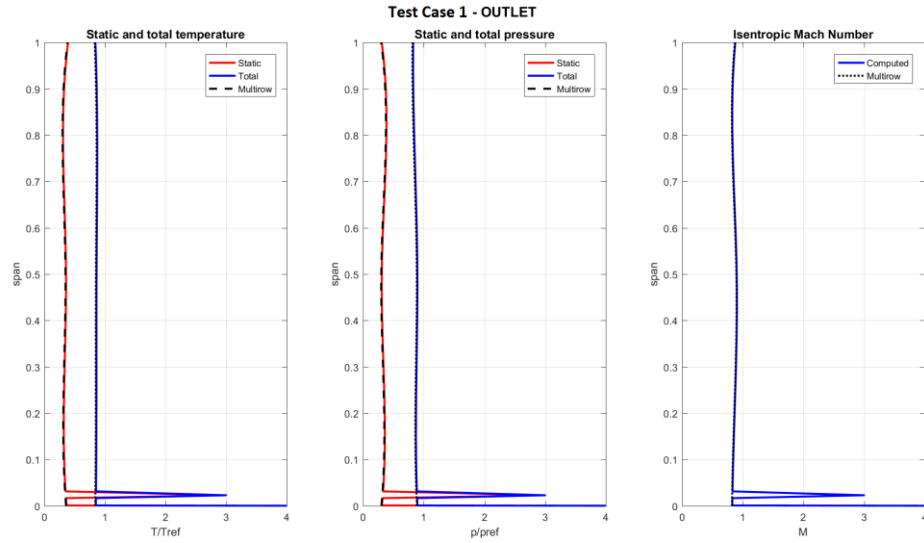 Test Case 1 - OUTLET
Static and total temperature
1
0.9
0.8
0.7
0.6
0.5
0.4
0.3
0.2
0.1
0
span
0 1 2 3 4
T/Tref
Static
Total
Multirow
Static and total pressure
1
0.9
0.8
0.7
0.6
0.5
0.4
0.3
0.2
0.1
0
span
0 1 2 3 4
p/pref
Static
Total
Multirow
Isentropic Mach Number
1
0.9
0.8
0.7
0.6
0.5
0.4
0.3
0.2
0.1
0
span
0 1 2 3 4
M
Computed
Multirow